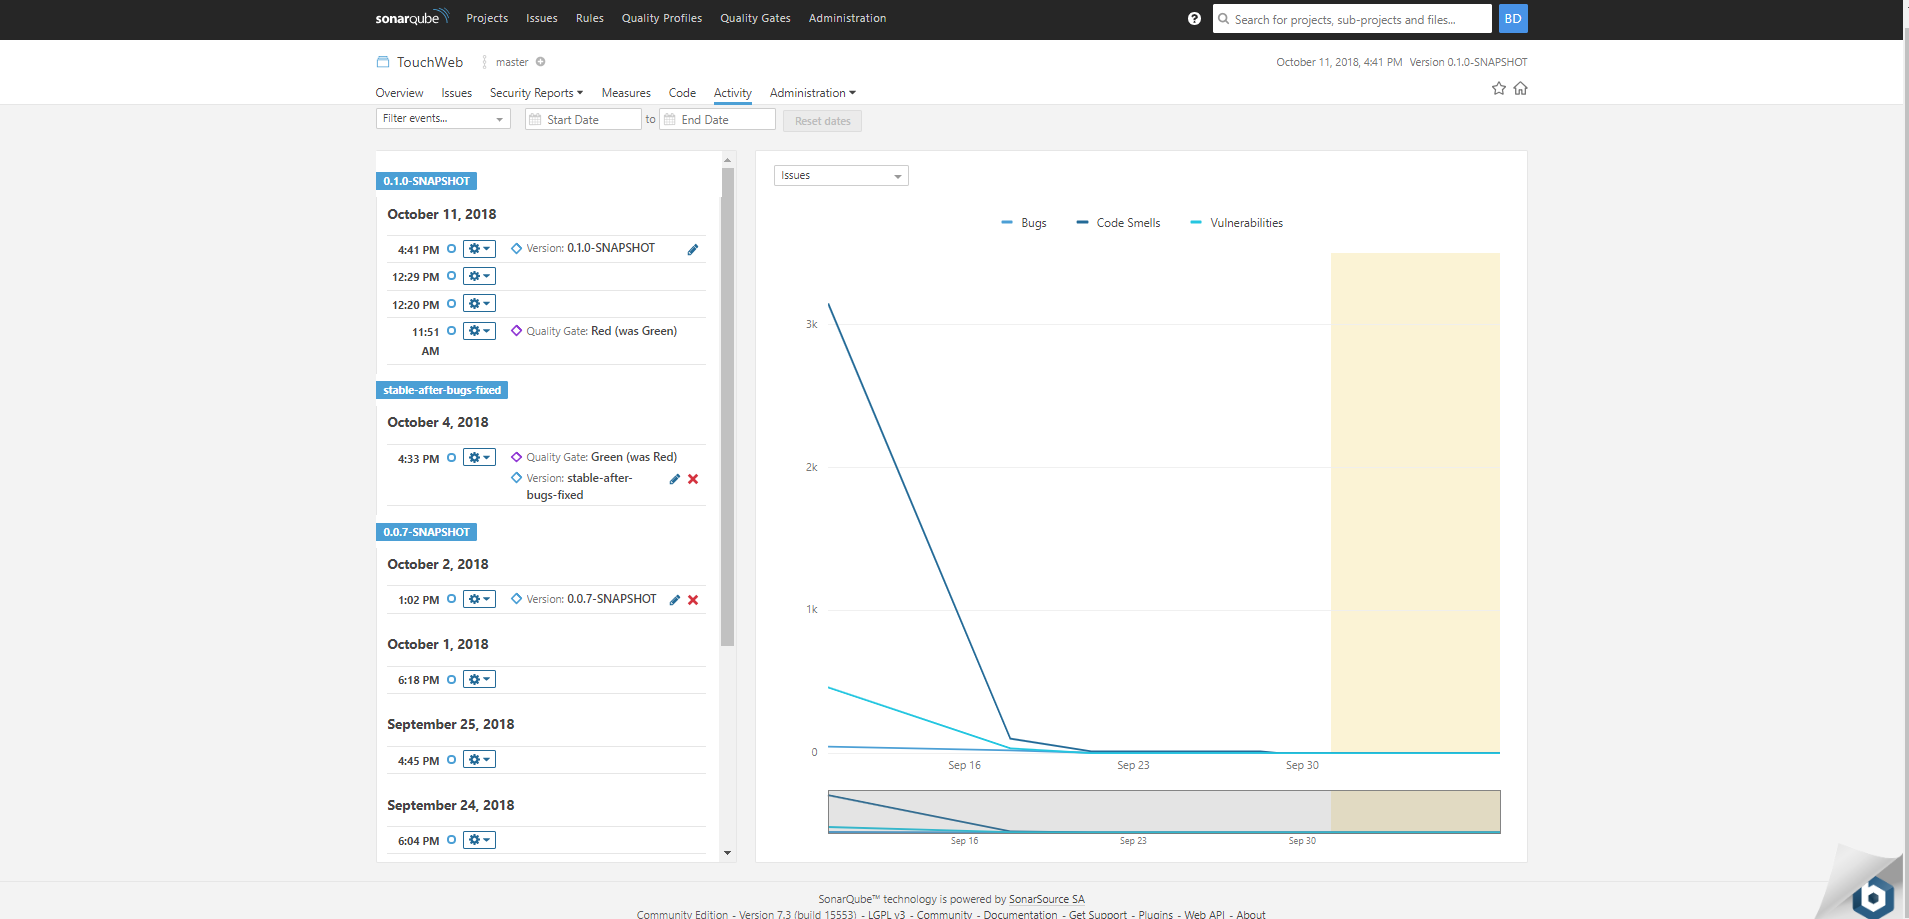 sonarqube Projects Issues Rules Quality Profiles Quality Gates Administration ? Search for projects, sub-projects and files... BD
TouchWeb master October 11, 2018, 4:41 PM Version 0.1.0-SNAPSHOT
Overview Issues Security Reports Measures Code Activity Administration
Filter events... Start Date to End Date Reset dates
0.1.0-SNAPSHOT
October 11, 2018
4:41 PM Version: 0.1.0-SNAPSHOT
12:29 PM
12:20 PM
11:51 Quality Gate: Red (was Green)
AM
stable-after-bugs-fixed
October 4, 2018
4:33 PM Quality Gate: Green (was Red)
Version: stable-after-
bugs-fixed
0.0.7-SNAPSHOT
October 2, 2018
1:02 PM Version: 0.0.7-SNAPSHOT
October 1, 2018
6:18 PM
September 25, 2018
4:45 PM
September 24, 2018
6:04 PM
Issues
Bugs Code Smells Vulnerabilities
3k
2k
1k
0
Sep 16 Sep 23 Sep 30
Sep 16 Sep 23 Sep 30
SonarQube™ technology is powered by SonarSource SA
Community Edition - Version 7.3 (build 15553) - LGPL v3 - Community - Documentation - Get Support - Plugins - Web API - About